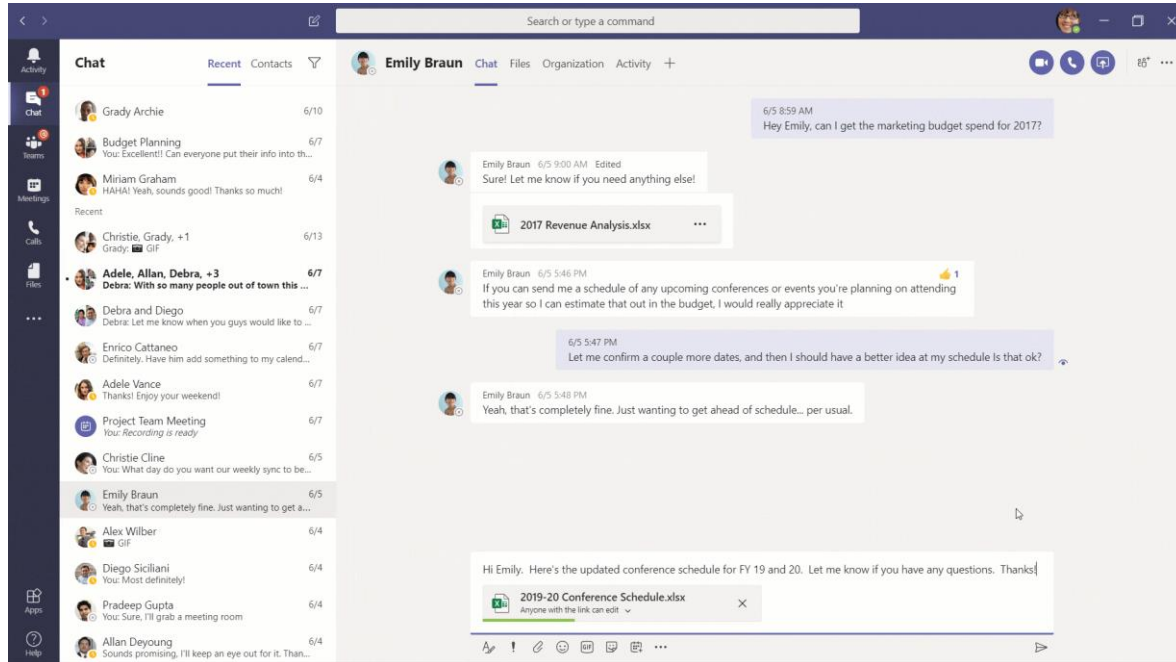 Search or type a command
Activity
Chat
1
Teams
Meetings
Calls
Files
Apps
Help
Chat
Recent Contacts
Grady Archie 6/10
Budget Planning 6/7
You: Excellent!! Can everyone put their info into th...
Miriam Graham 6/4
HAHA! Yeah, sounds good! Thanks so much!
Recent
Christie, Grady, +1 6/13
Grady: GIF
Adele, Allan, Debra, +3 6/7
Debra: With so many people out of town this ...
Debra and Diego 6/7
Debra: Let me know when you guys would like to ...
Enrico Cattaneo 6/7
Definitely. Have him add something to my calend...
Adele Vance 6/7
Thanks! Enjoy your weekend!
Project Team Meeting 6/7
You: Recording is ready
Christie Cline 6/5
You: What day do you want our weekly sync to be...
Emily Braun 6/5
Yeah, that's completely fine. Just wanting to get a...
Alex Wilber 6/4
GIF
Diego Siciliani 6/4
You: Most definitely!
Pradeep Gupta 6/4
You: Sure, I'll grab a meeting room
Allan Deyoung 6/4
Sounds promising, I'll keep an eye out for it. Than...
Emily Braun Chat Files Organization Activity +
6/5 8:59 AM
Hey Emily, can I get the marketing budget spend for 2017?
Emily Braun 6/5 9:00 AM Edited
Sure! Let me know if you need anything else!
2017 Revenue Analysis.xlsx ...
Emily Braun 6/5 5:46 PM 1
If you can send me a schedule of any upcoming conferences or events you're planning on attending
this year so I can estimate that out in the budget, I would really appreciate it
6/5 5:47 PM
Let me confirm a couple more dates, and then I should have a better idea at my schedule Is that ok?
Emily Braun 6/5 5:48 PM
Yeah, that's completely fine. Just wanting to get ahead of schedule... per usual.
Hi Emily. Here's the updated conference schedule for FY 19 and 20. Let me know if you have any questions. Thanks!
2019-20 Conference Schedule.xlsx
Anyone with the link can edit
GIF